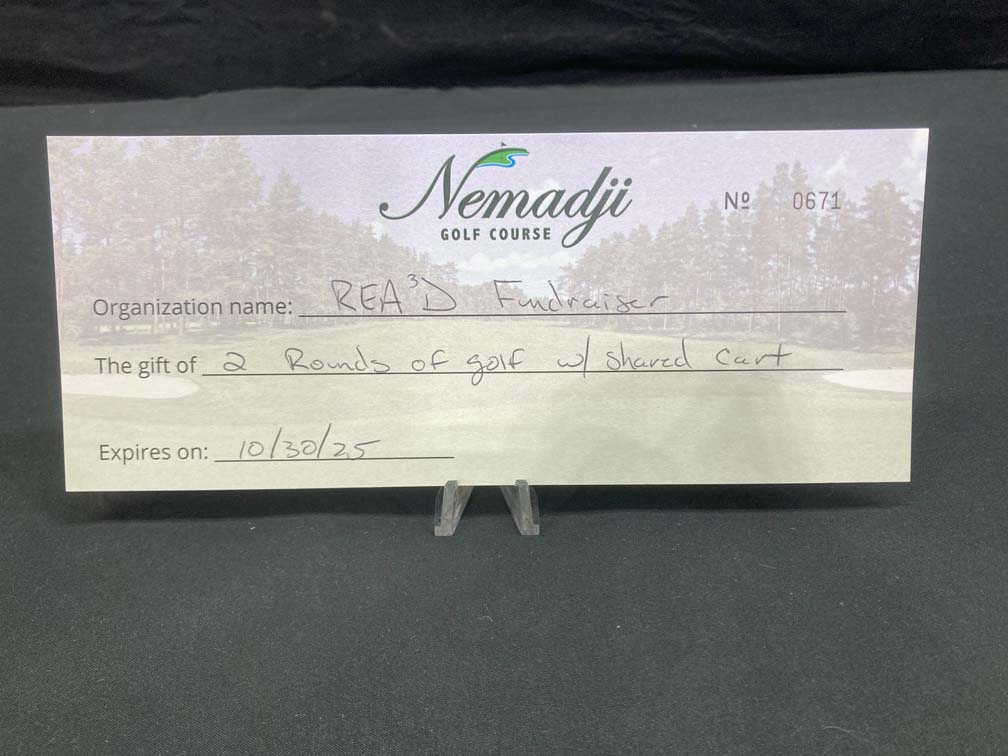 Nemadji
GOLF COURSE
Nº 0671
Organization name: REA³D Fundraiser
The gift of 2 Rounds of golf w/ shared cart
Expires on: 10/30/25